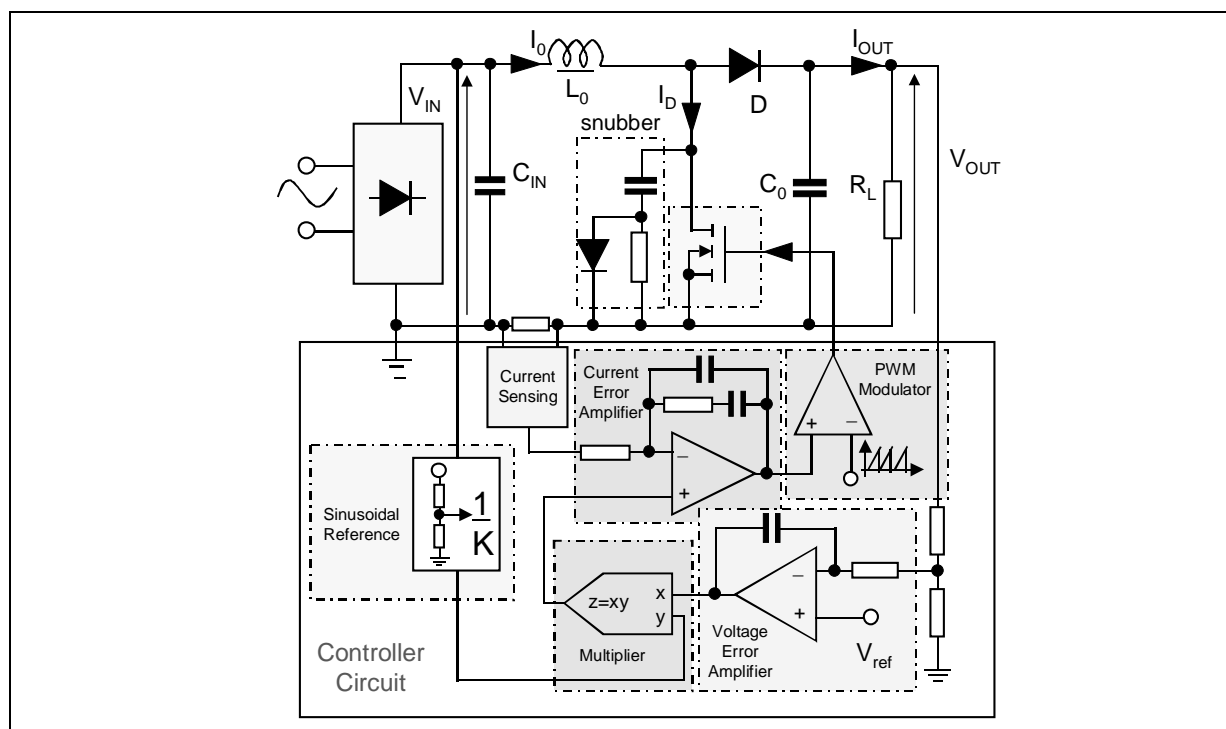 I0
IOUT
L0
D
VIN
ID
snubber
VOUT
CIN
C0
RL
Current
Sensing
Current
Error
Amplifier
PWM
Modulator
+
−
−
+
Sinusoidal
Reference
1
K
z=xy
x
y
−
+
Multiplier
Voltage
Error
Amplifier
Vref
Controller
Circuit